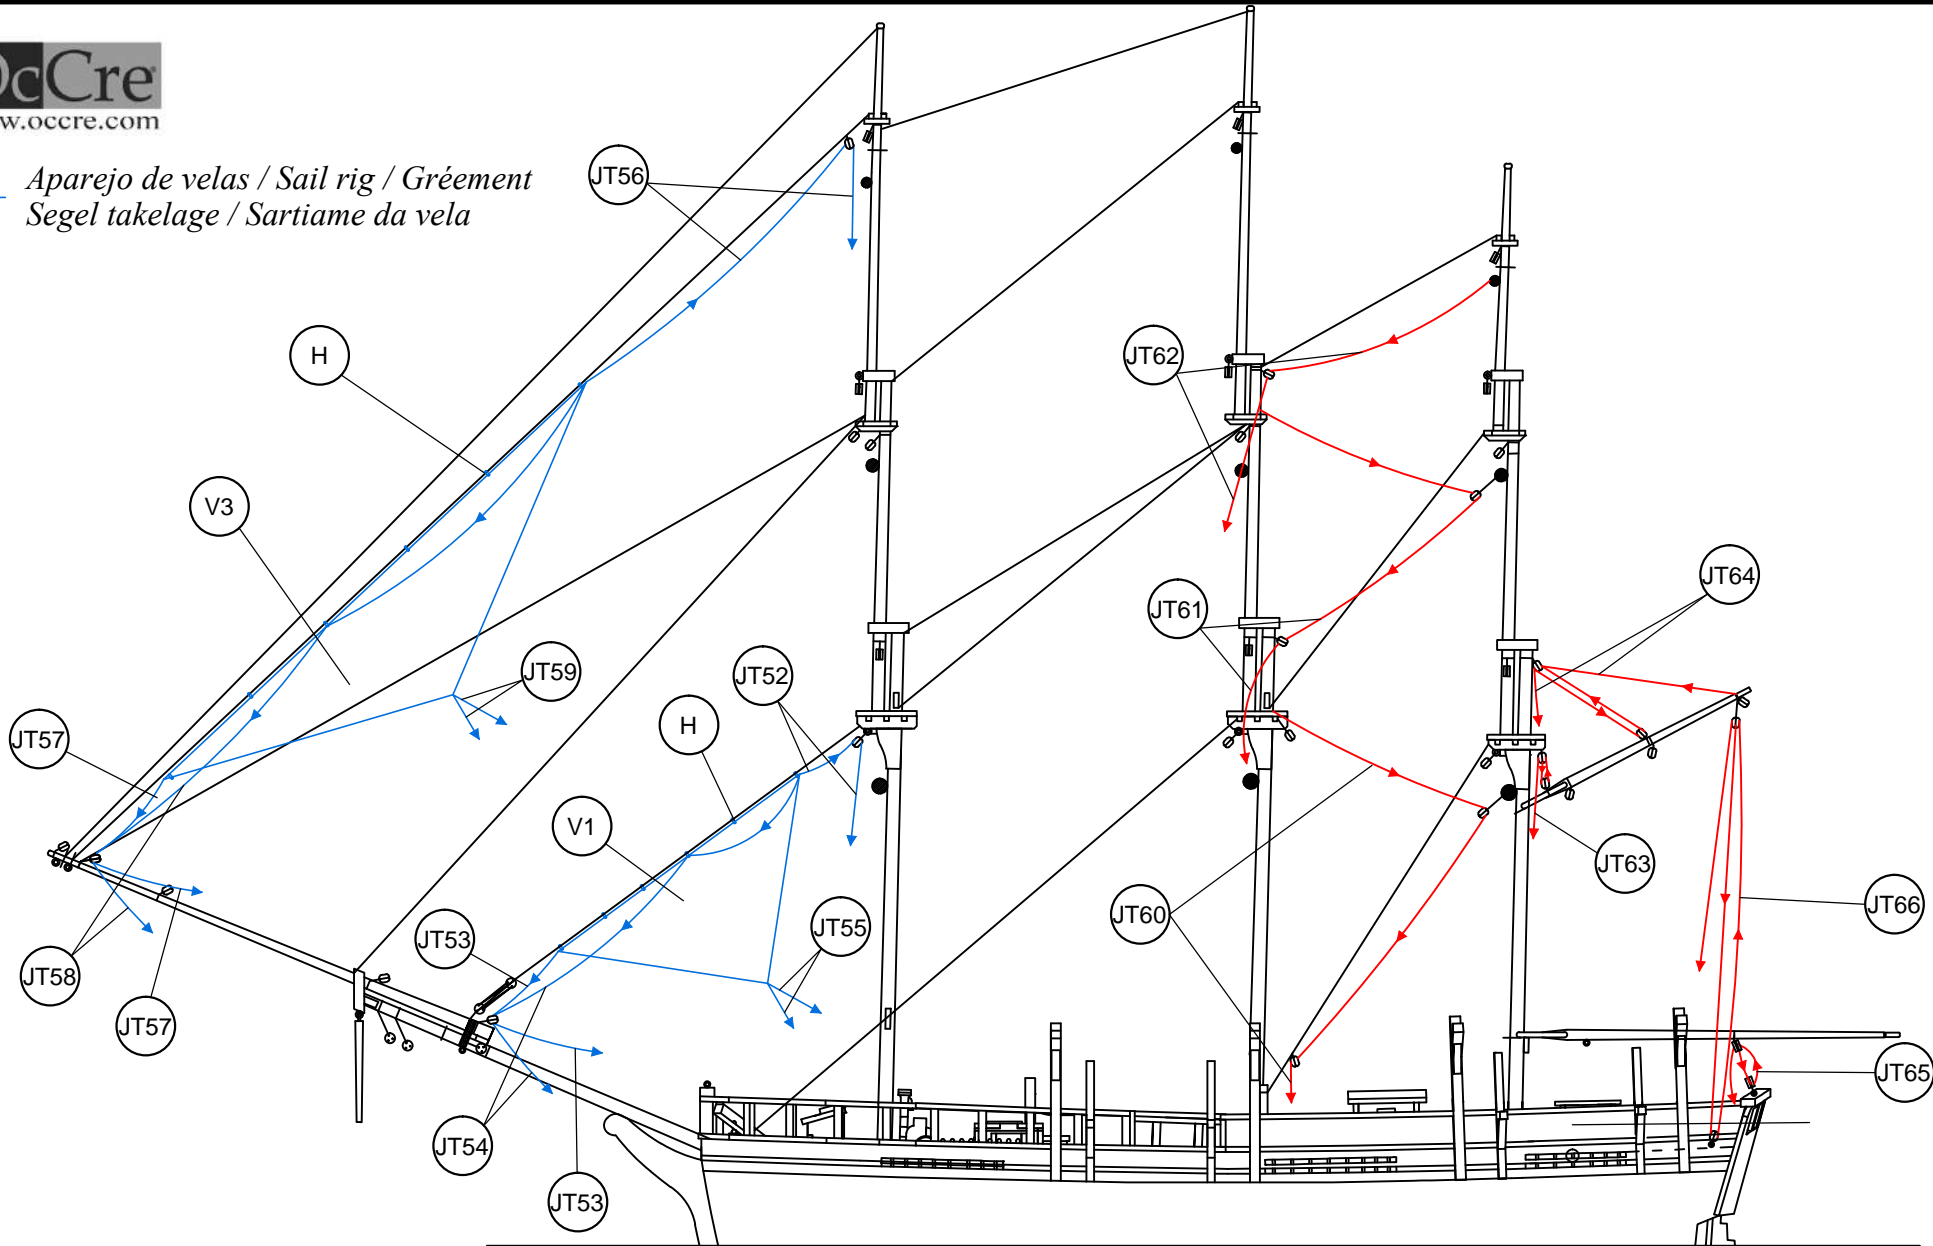 OcCre
w.occre.com
Aparejo de velas / Sail rig / Gréement
Segel takelage / Sartiame da vela
JT56
H
JT62
V3
JT64
JT61
JT59
JT52
H
JT57
V1
JT63
JT60
JT66
JT55
JT53
JT58
JT57
JT65
JT54
JT53